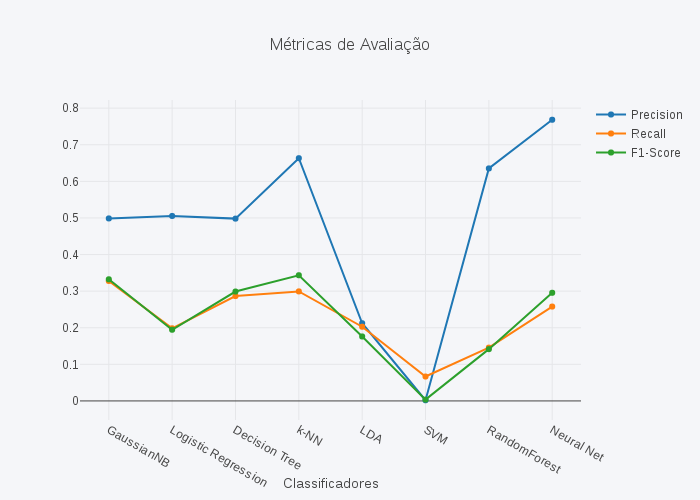 Métricas de Avaliação
Precision
Recall
F1-Score
0.8
0.7
0.6
0.5
0.4
0.3
0.2
0.1
0
GaussianNB
Logistic Regression
Decision Tree
k-NN
LDA
SVM
RandomForest
Neural Net
Classificadores